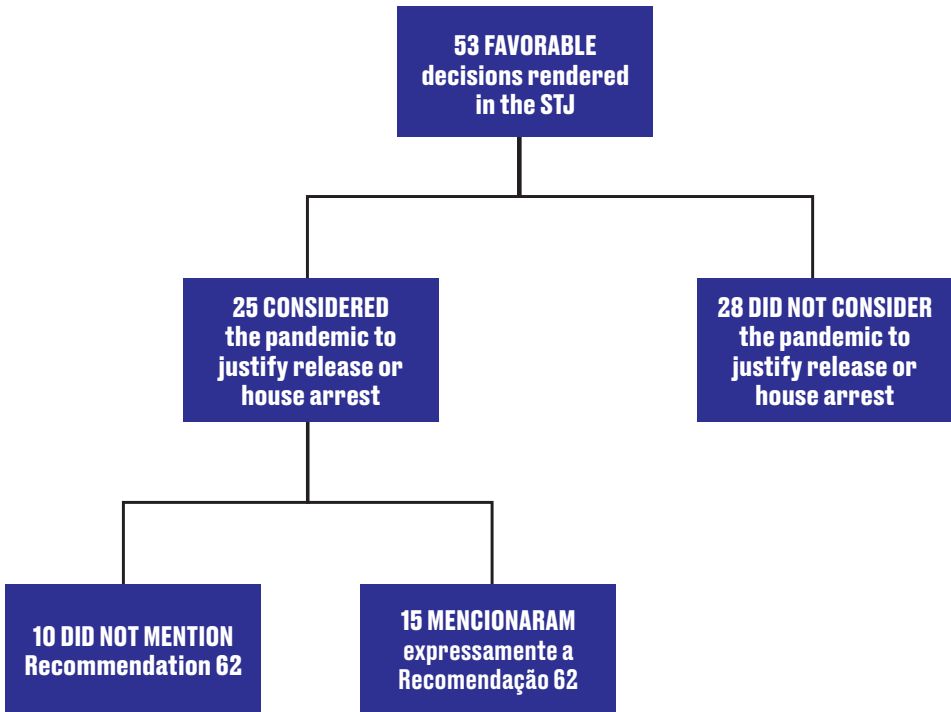 53 FAVORABLE
decisions rendered
in the STJ
25 CONSIDERED
the pandemic to
justify release or
house arrest
28 DID NOT CONSIDER
the pandemic to
justify release or
house arrest
10 DID NOT MENTION
Recommendation 62
15 MENCIONARAM
expressamente a
Recomendação 62